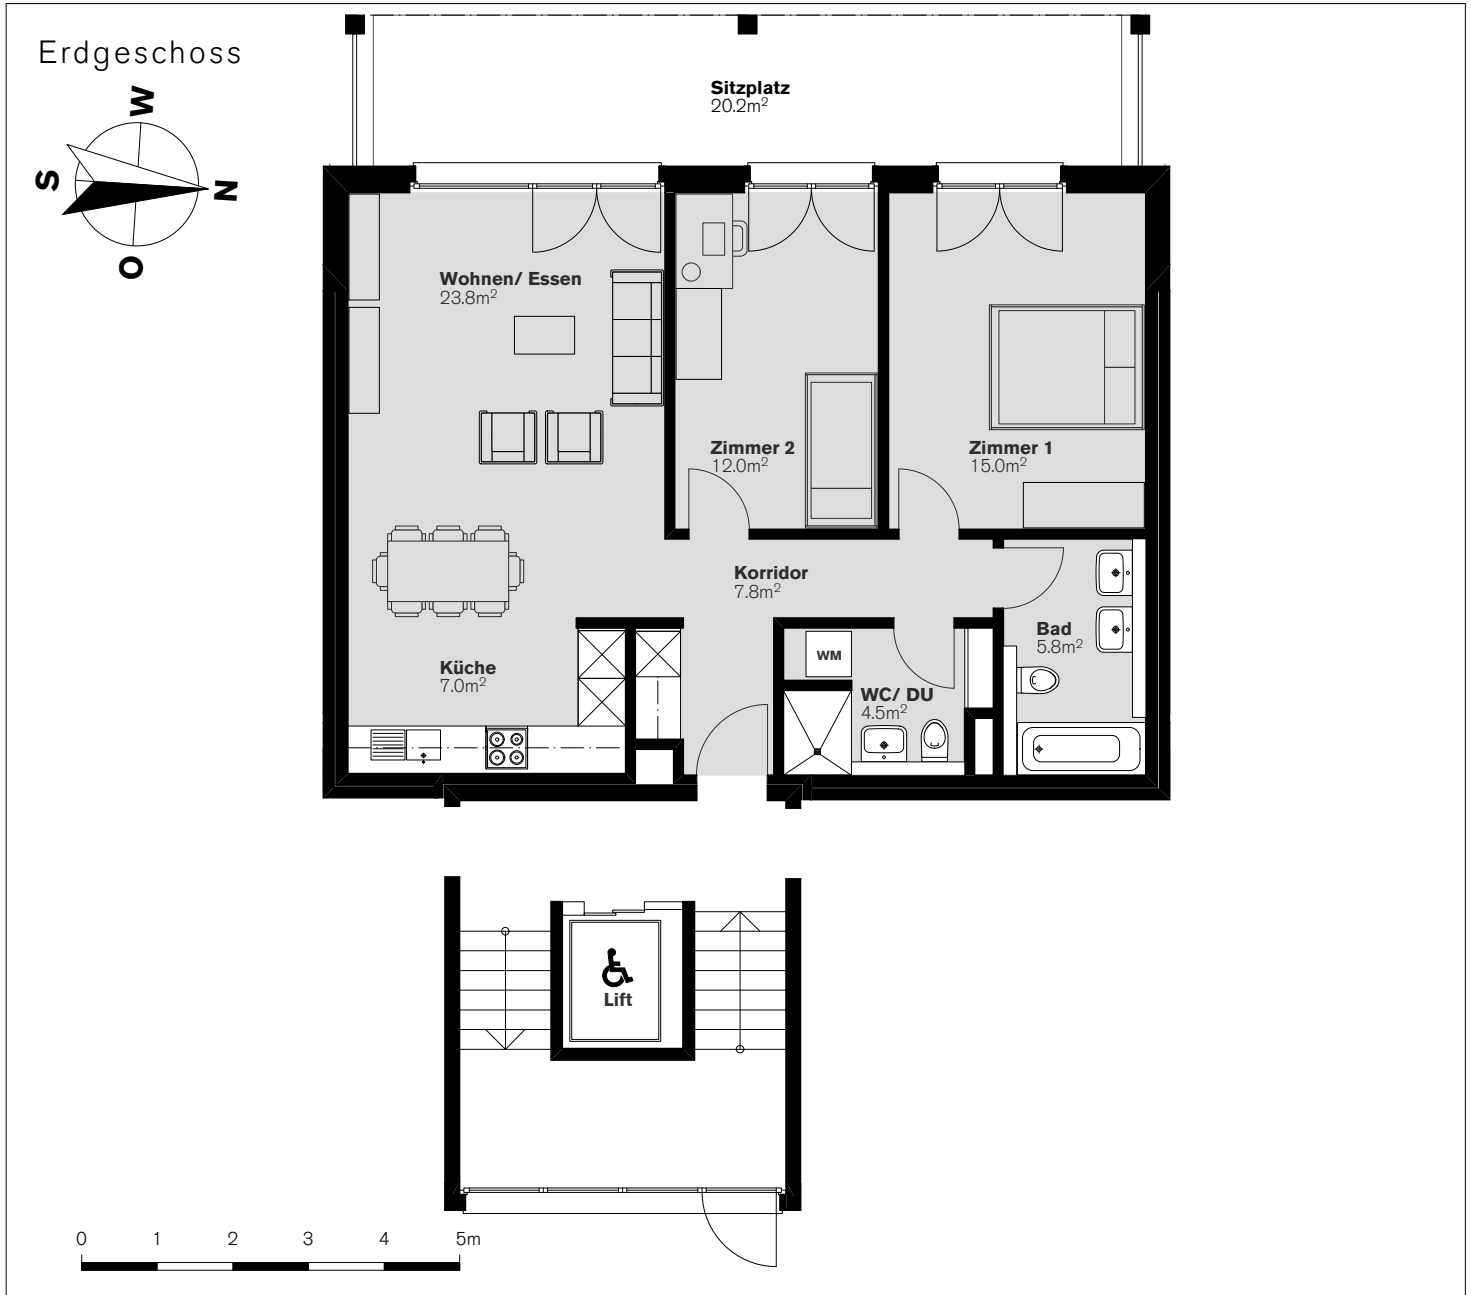 Erdgeschoss
W
S
N
O
Sitzplatz
20.2m²
Wohnen/ Essen
23.8m²
Zimmer 2
12.0m²
Zimmer 1
15.0m²
Korridor
7.8m²
Bad
5.8m²
Küche
7.0m²
WM
WC/ DU
4.5m²
Lift
0 1 2 3 4 5m